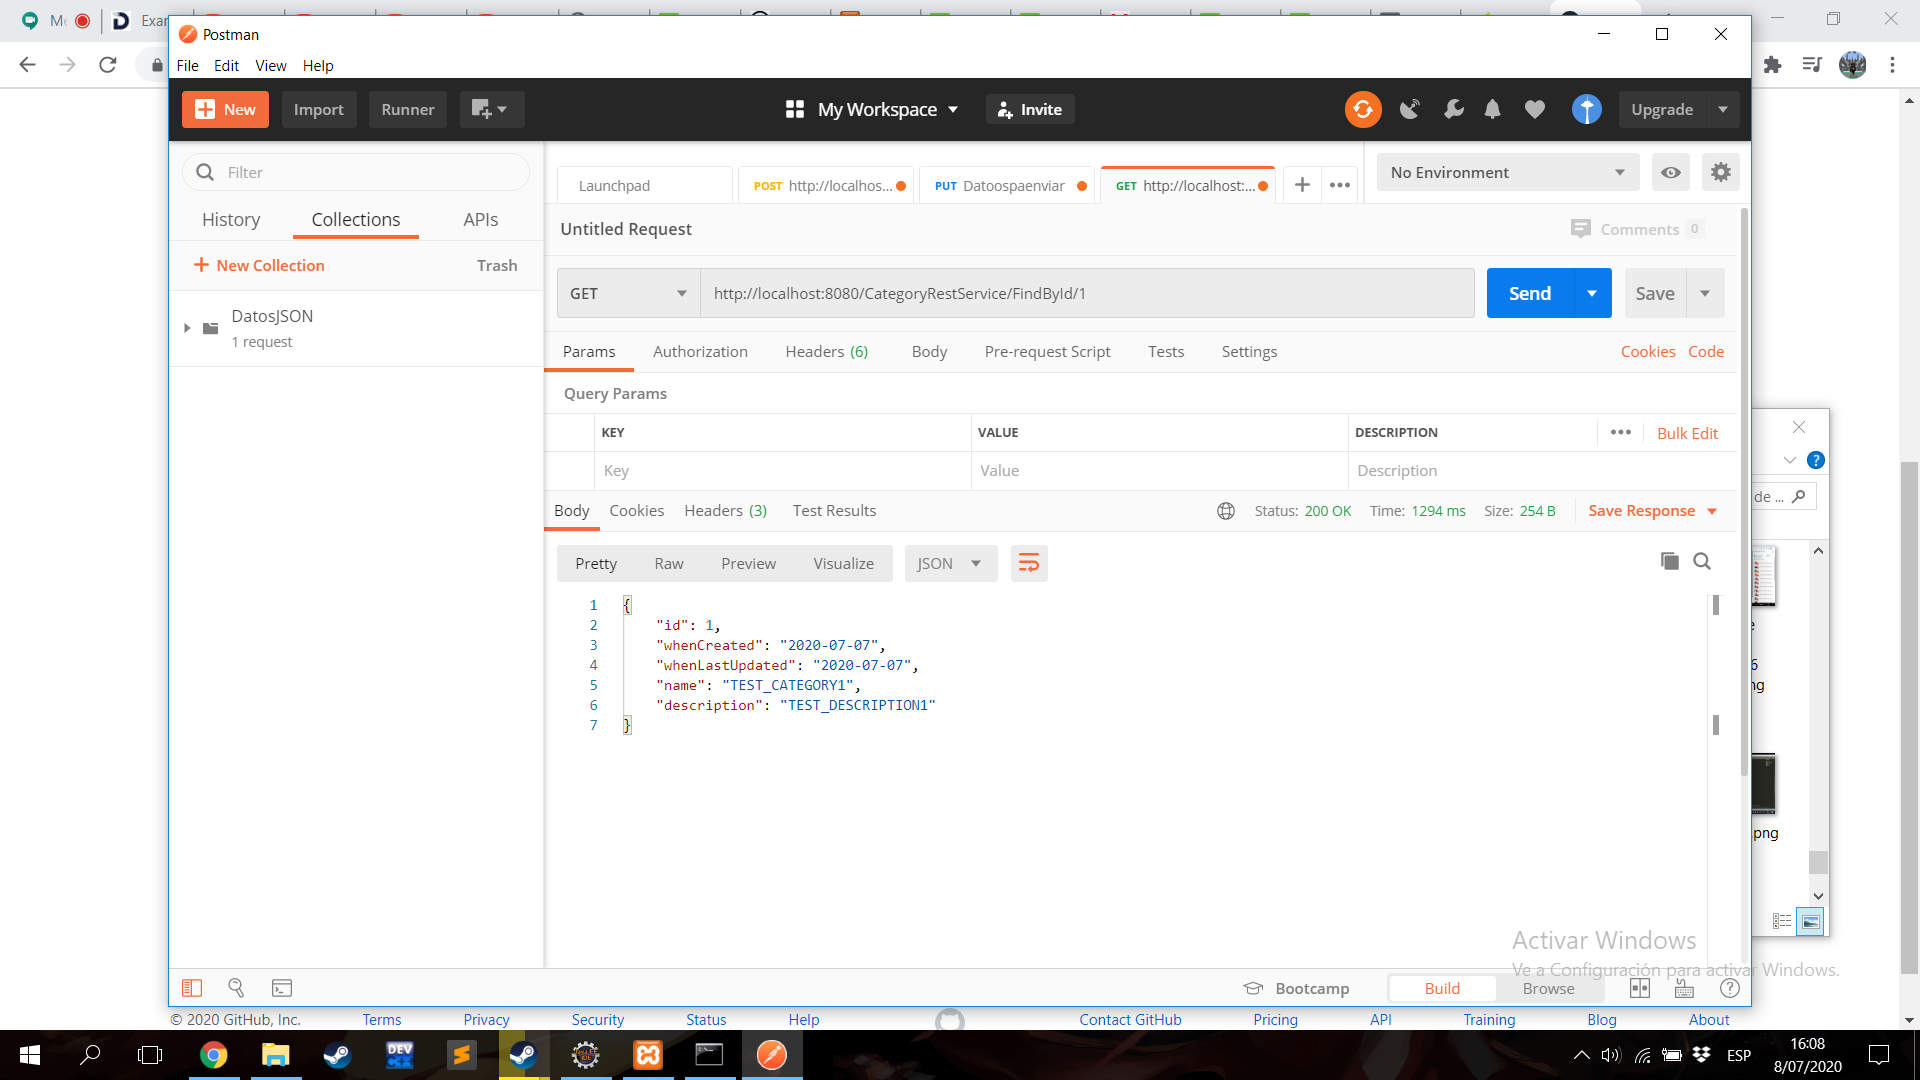 Exar
Postman
File Edit View Help
New Import Runner My Workspace Invite Upgrade
Filter
History Collections APIs
New Collection Trash
DatosJSON
1 request
Launchpad POST http://localhos... PUT Datoospaenviar GET http://localhost:... No Environment
Untitled Request Comments 0
GET http://localhost:8080/CategoryRestService/FindById/1 Send Save
Params Authorization Headers (6) Body Pre-request Script Tests Settings Cookies Code
Query Params
KEY VALUE DESCRIPTION Bulk Edit
Key Value Description
Body Cookies Headers (3) Test Results Status: 200 OK Time: 1294 ms Size: 254 B Save Response
Pretty Raw Preview Visualize JSON
1 {
2 "id": 1,
3 "whenCreated": "2020-07-07",
4 "whenLastUpdated": "2020-07-07",
5 "name": "TEST_CATEGORY1",
6 "description": "TEST_DESCRIPTION1"
7 }
de ...
e
6
ng
.png
Activar Windows
Ve a Configuración para activar Windows.
Bootcamp Build Browse
© 2020 GitHub, Inc. Terms Privacy Security Status Help Contact GitHub Pricing API Training Blog About
DEV
ESP
16:08
8/07/2020